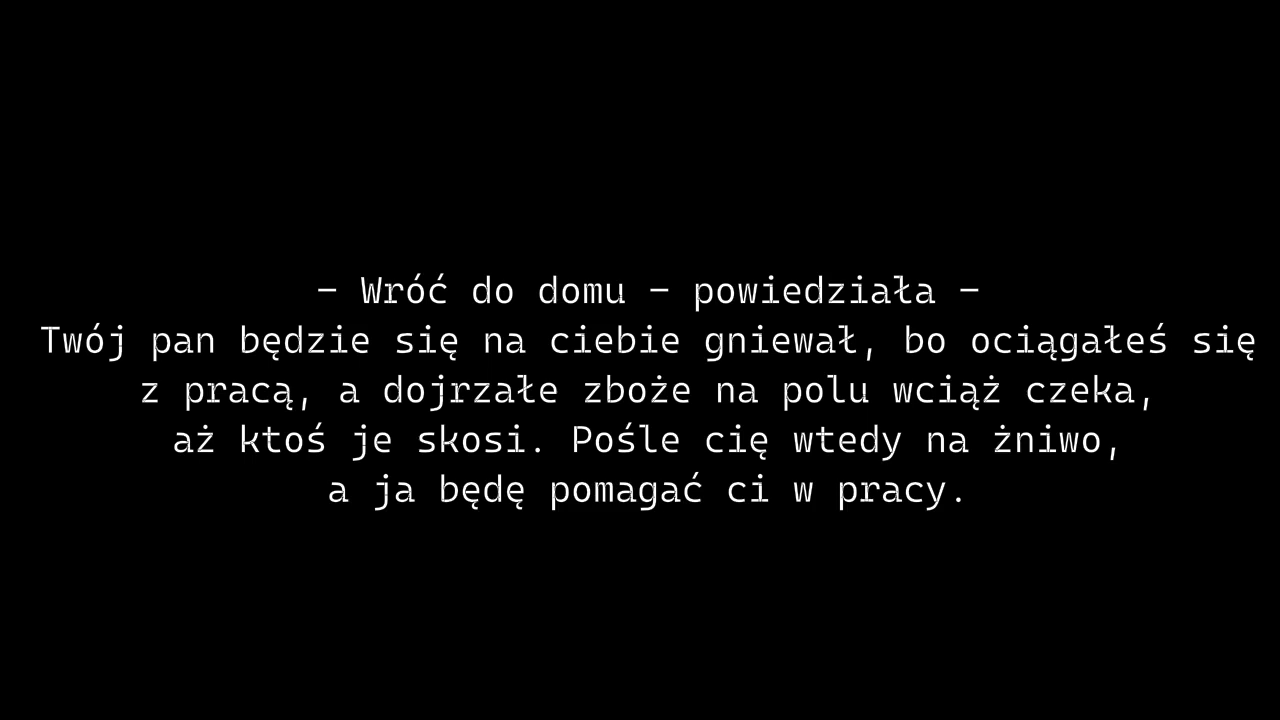 – Wróć do domu – powiedziała –
Twój pan będzie się na ciebie gniewał, bo ociągałeś się
z pracą, a dojrzałe zboże na polu wciąż czeka,
aż ktoś je skosi. Pośle cię wtedy na żniwo,
a ja będę pomagać ci w pracy.